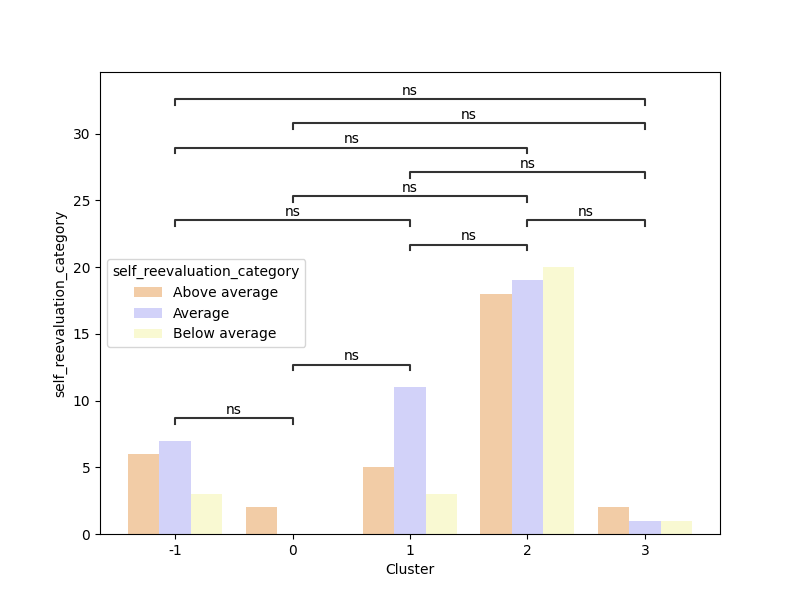 ns
ns
ns
ns
ns
ns
ns
ns
ns
ns
self_reevaluation_category
Above average
Average
Below average
self_reevaluation_category
0
5
10
15
20
25
30
-1
0
1
2
3
Cluster